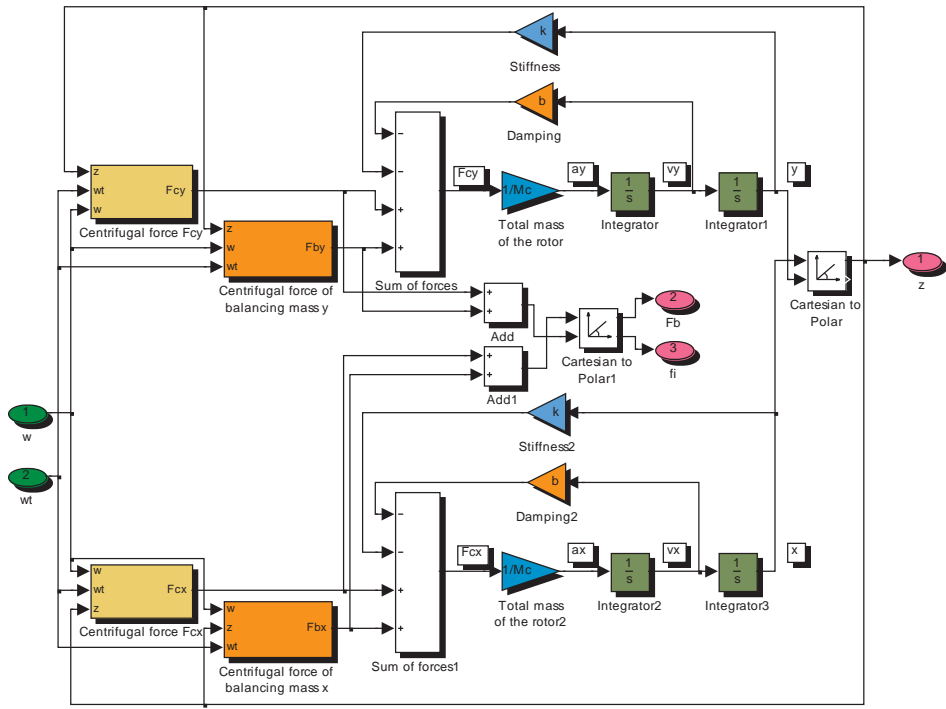 k
Stiffness
b
Damping
−
−
+
+
Sum of forces
z
wt
w
Fcy
Centrifugal force Fcy
z
w
wt
Fby
Centrifugal force of
balancing mass y
Fcy
1/Mc
Total mass
of the rotor
ay
1
s
Integrator
vy
1
s
Integrator1
y
Cartesian to
Polar
1
z
+
+
Add
+
+
Add1
Cartesian to
Polar1
2
Fb
3
fi
1
w
2
wt
k
Stiffness2
b
Damping2
−
−
+
+
Sum of forces1
w
wt
z
Fcx
Centrifugal force Fcx
w
z
wt
Fbx
Centrifugal force of
balancing mass x
Fcx
1/Mc
Total mass
of the rotor2
ax
1
s
Integrator2
vx
1
s
Integrator3
x